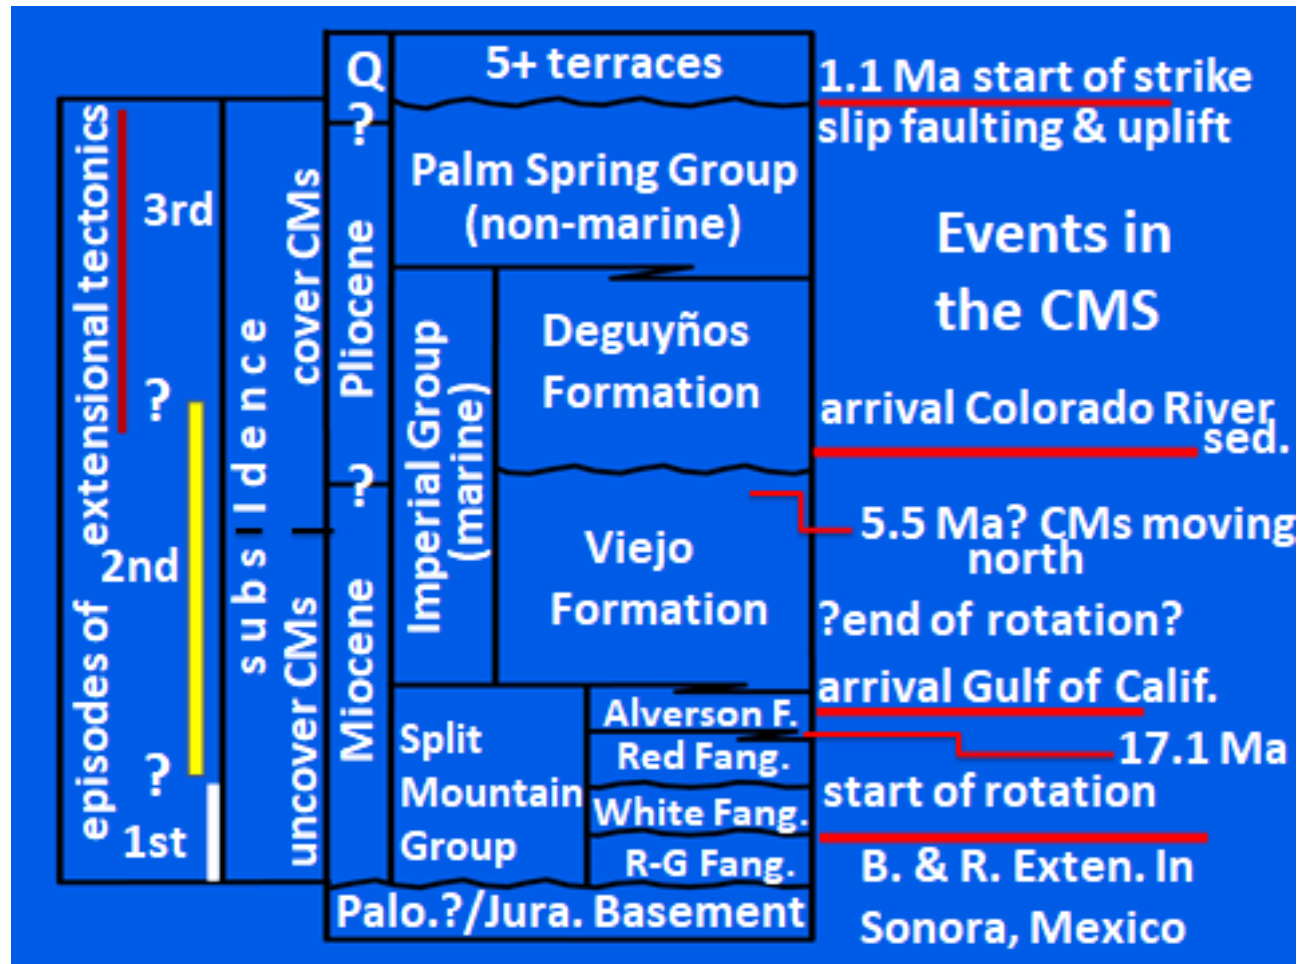 Q
5+ terraces
1.1 Ma start of strike
slip faulting & uplift
?
Palm Spring Group
(non-marine)
Events in
the CMS
episodes of extensional tectonics
3rd
?
2nd
?
1st
subsidence
cover CMs
uncover CMs
Pliocene
?
Miocene
Imperial Group
(marine)
Deguyños
Formation
arrival Colorado River
sed.
Viejo
Formation
5.5 Ma? CMs moving
north
?end of rotation?
arrival Gulf of Calif.
Split
Mountain
Group
Alverson F.
Red Fang.
White Fang.
R-G Fang.
17.1 Ma
start of rotation
B. & R. Exten. In
Sonora, Mexico
Palo.?/Jura. Basement